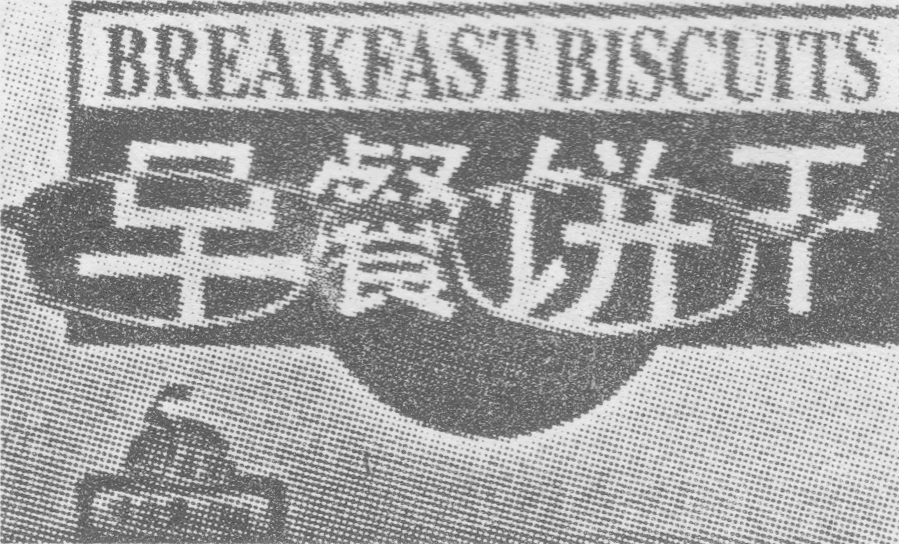 BREAKFAST BISCUITS
早餐饼干